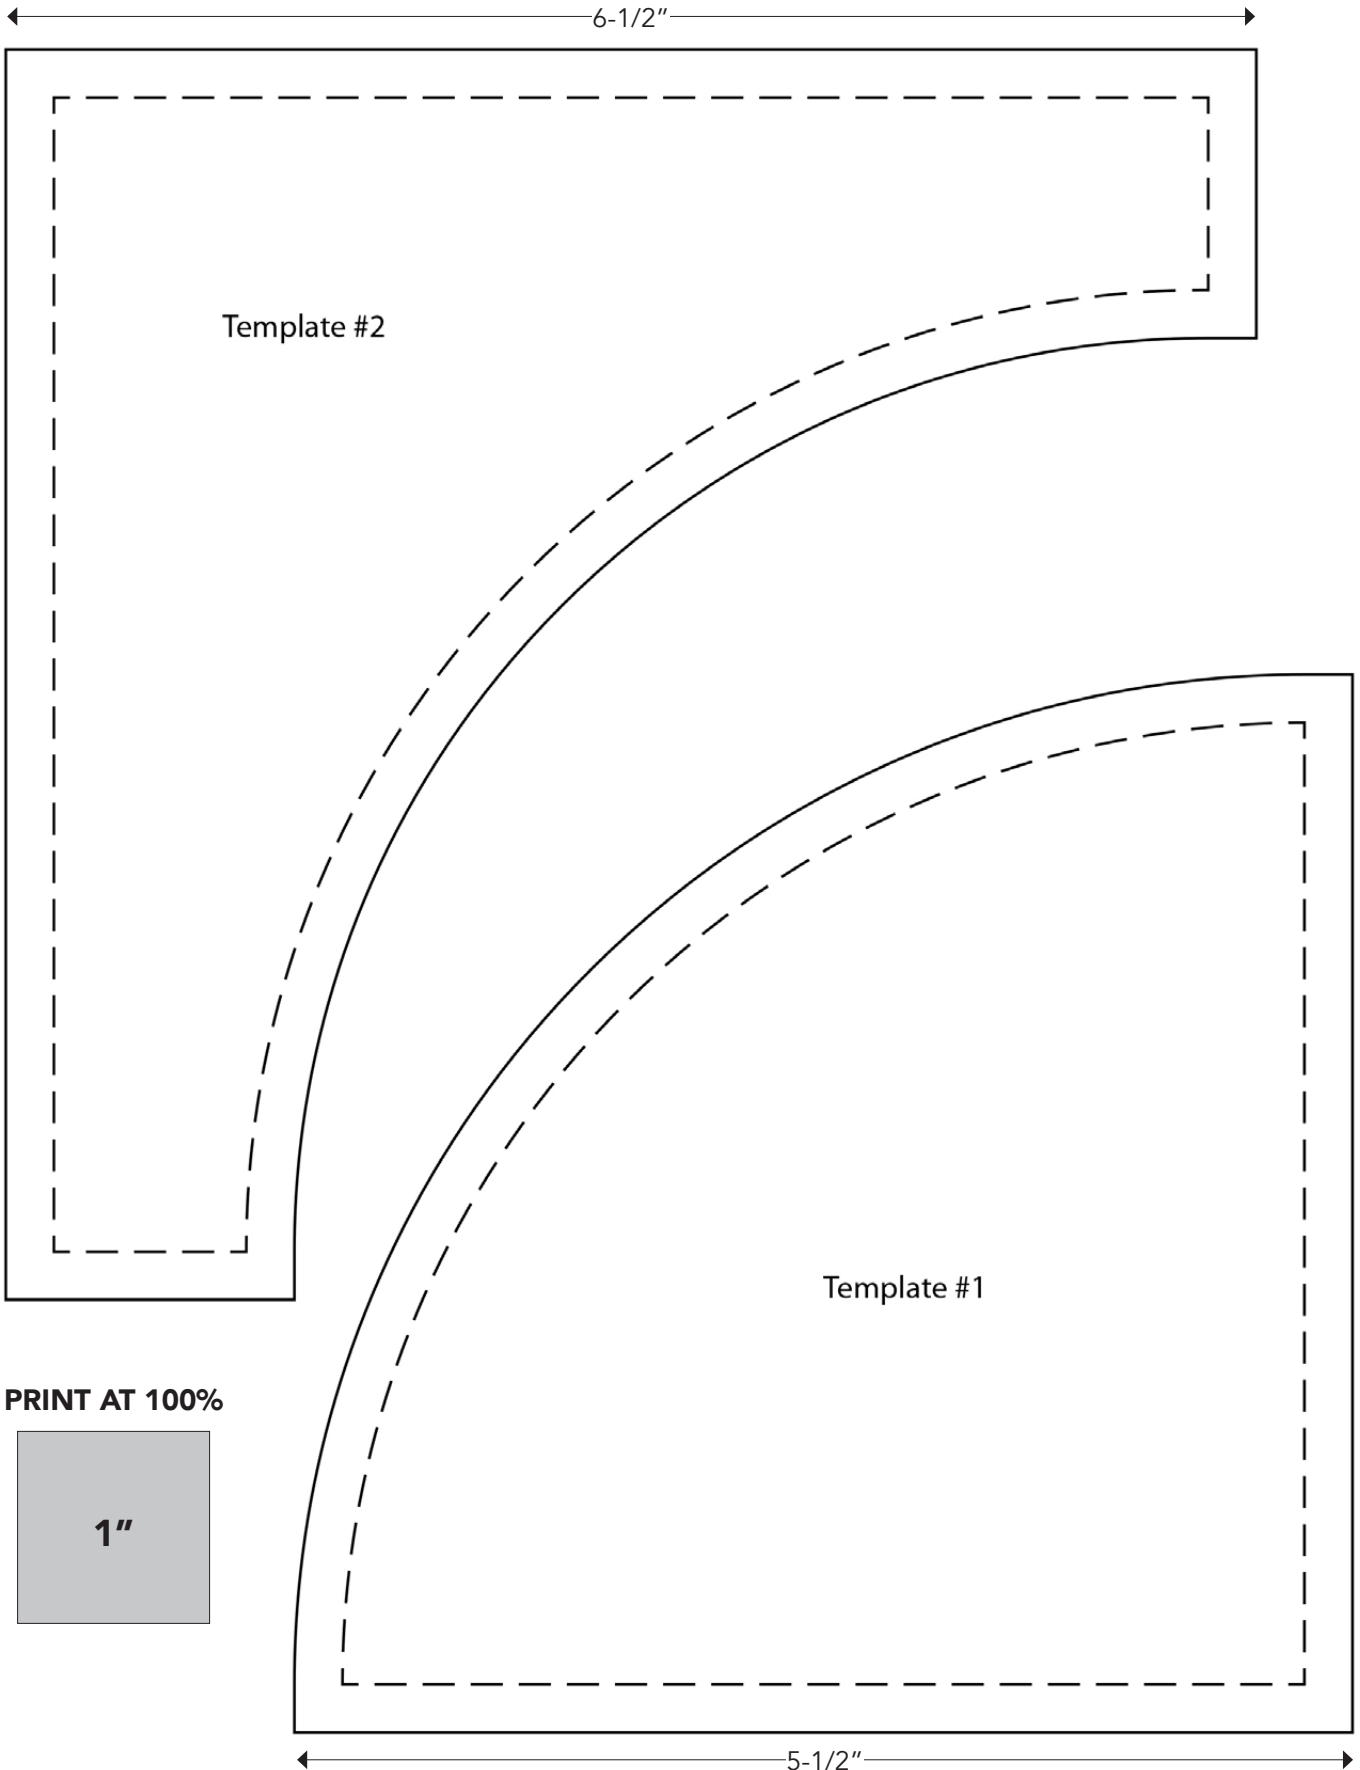 6-1/2”
Template #2
Template #1
PRINT AT 100%
1”
5-1/2”